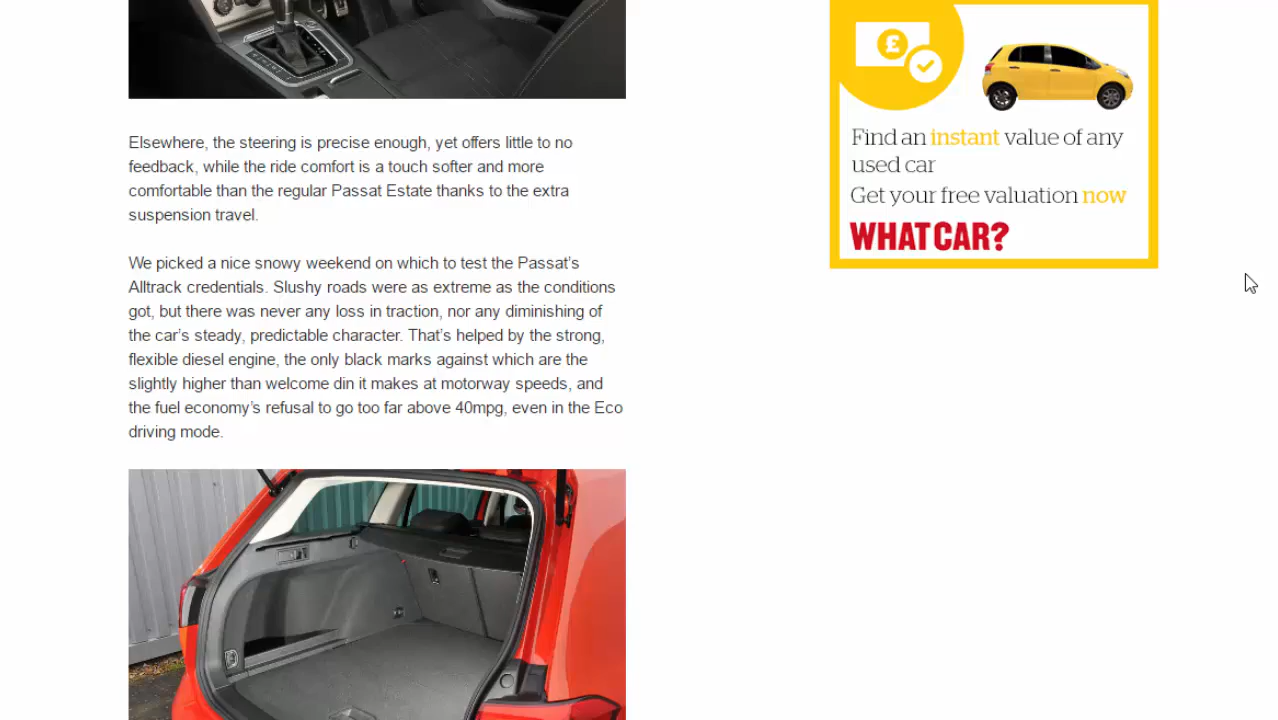 Elsewhere, the steering is precise enough, yet offers little to no
feedback, while the ride comfort is a touch softer and more
comfortable than the regular Passat Estate thanks to the extra
suspension travel.
We picked a nice snowy weekend on which to test the Passat's
Alltrack credentials. Slushy roads were as extreme as the conditions
got, but there was never any loss in traction, nor any diminishing of
the car's steady, predictable character. That's helped by the strong,
flexible diesel engine, the only black marks against which are the
slightly higher than welcome din it makes at motorway speeds, and
the fuel economy's refusal to go too far above 40mpg, even in the Eco
driving mode.
£
Find an instant value of any
used car
Get your free valuation now
WHAT CAR?